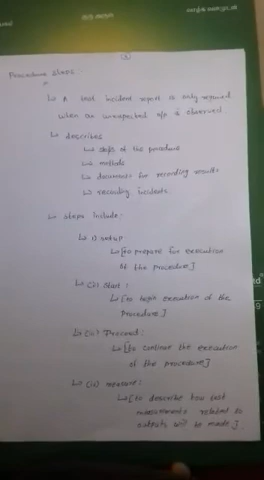 Procedure steps:
↳ A test incident report is only required
when an unexpected o/p is observed.
↳ describes
↳ steps of the procedure
↳ methods
↳ documents for recording results
↳ recording incidents
↳ steps include:
↳ i) setup:
↳ [to prepare for execution
of the procedure]
↳ (ii) Start:
↳ [to begin execution of the
Procedure.]
↳ (iii) Proceed:
↳ [to continue the execution
of the procedure]
↳ (iv) measure:
↳ [to describe how test
measurements related to
outputs will be made].